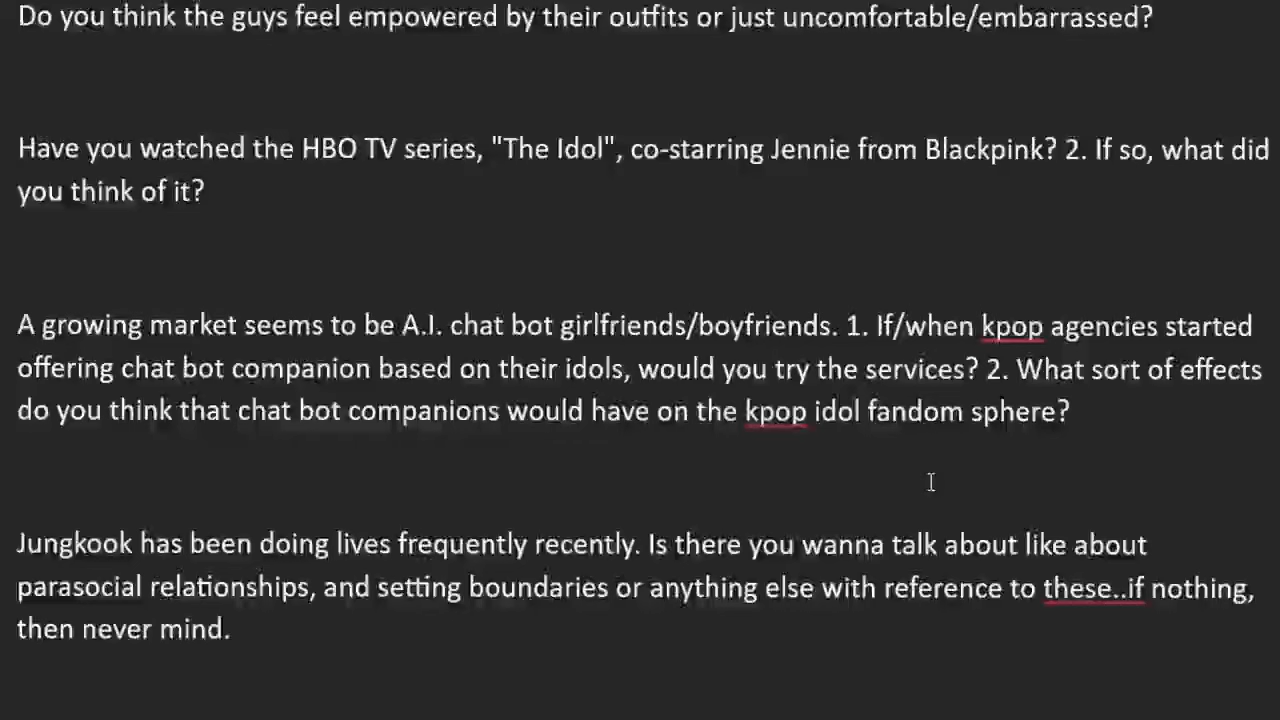 Do you think the guys feel empowered by their outfits or just uncomfortable/embarrassed?
Have you watched the HBO TV series, "The Idol", co-starring Jennie from Blackpink? 2. If so, what did
you think of it?
A growing market seems to be A.I. chat bot girlfriends/boyfriends. 1. If/when kpop agencies started
offering chat bot companion based on their idols, would you try the services? 2. What sort of effects
do you think that chat bot companions would have on the kpop idol fandom sphere?
Jungkook has been doing lives frequently recently. Is there you wanna talk about like about
parasocial relationships, and setting boundaries or anything else with reference to these..if nothing,
then never mind.